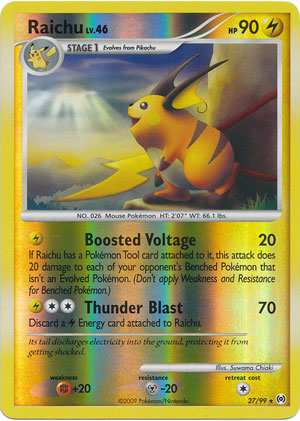 Raichu LV.46 HP 90
STAGE 1 Evolves from Pikachu
NO. 026 Mouse Pokémon HT: 2'07" WT: 66.1 lbs.
Boosted Voltage 20
If Raichu has a Pokémon Tool card attached to it, this attack does
20 damage to each of your opponent's Benched Pokémon that
isn't an Evolved Pokémon. (Don't apply Weakness and Resistance
for Benched Pokémon.)
Thunder Blast 70
Discard a Energy card attached to Raichu.
Its tail discharges electricity into the ground, protecting it from
getting shocked.
Illus. Suwama Chiaki
weakness resistance retreat cost
+20 -20
©2009 Pokémon/Nintendo 27/99